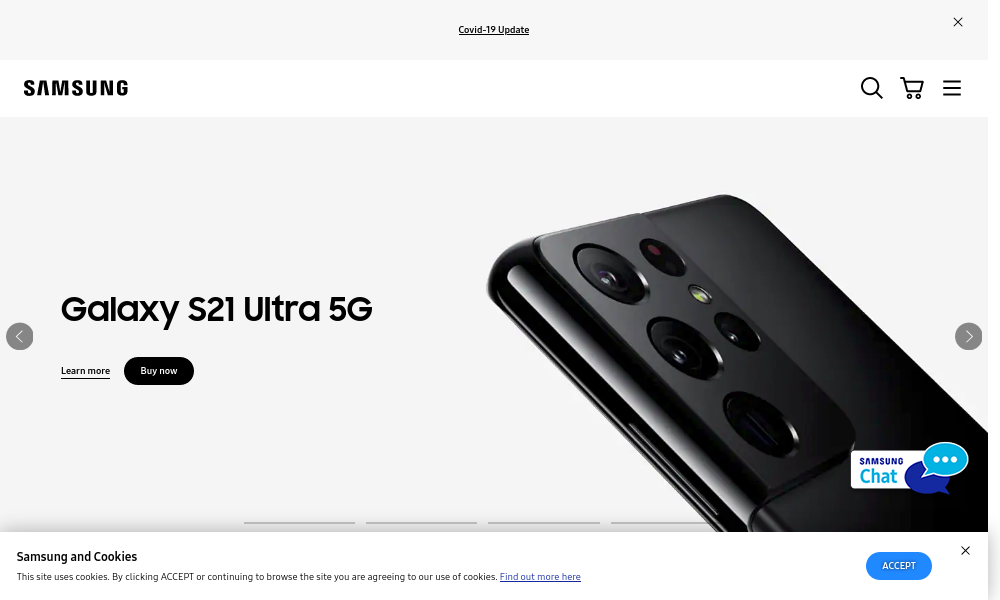 Covid-19 Update
SAMSUNG
Galaxy S21 Ultra 5G
Learn more
Buy now
SAMSUNG
Chat
Samsung and Cookies
This site uses cookies. By clicking ACCEPT or continuing to browse the site you are agreeing to our use of cookies. Find out more here
ACCEPT